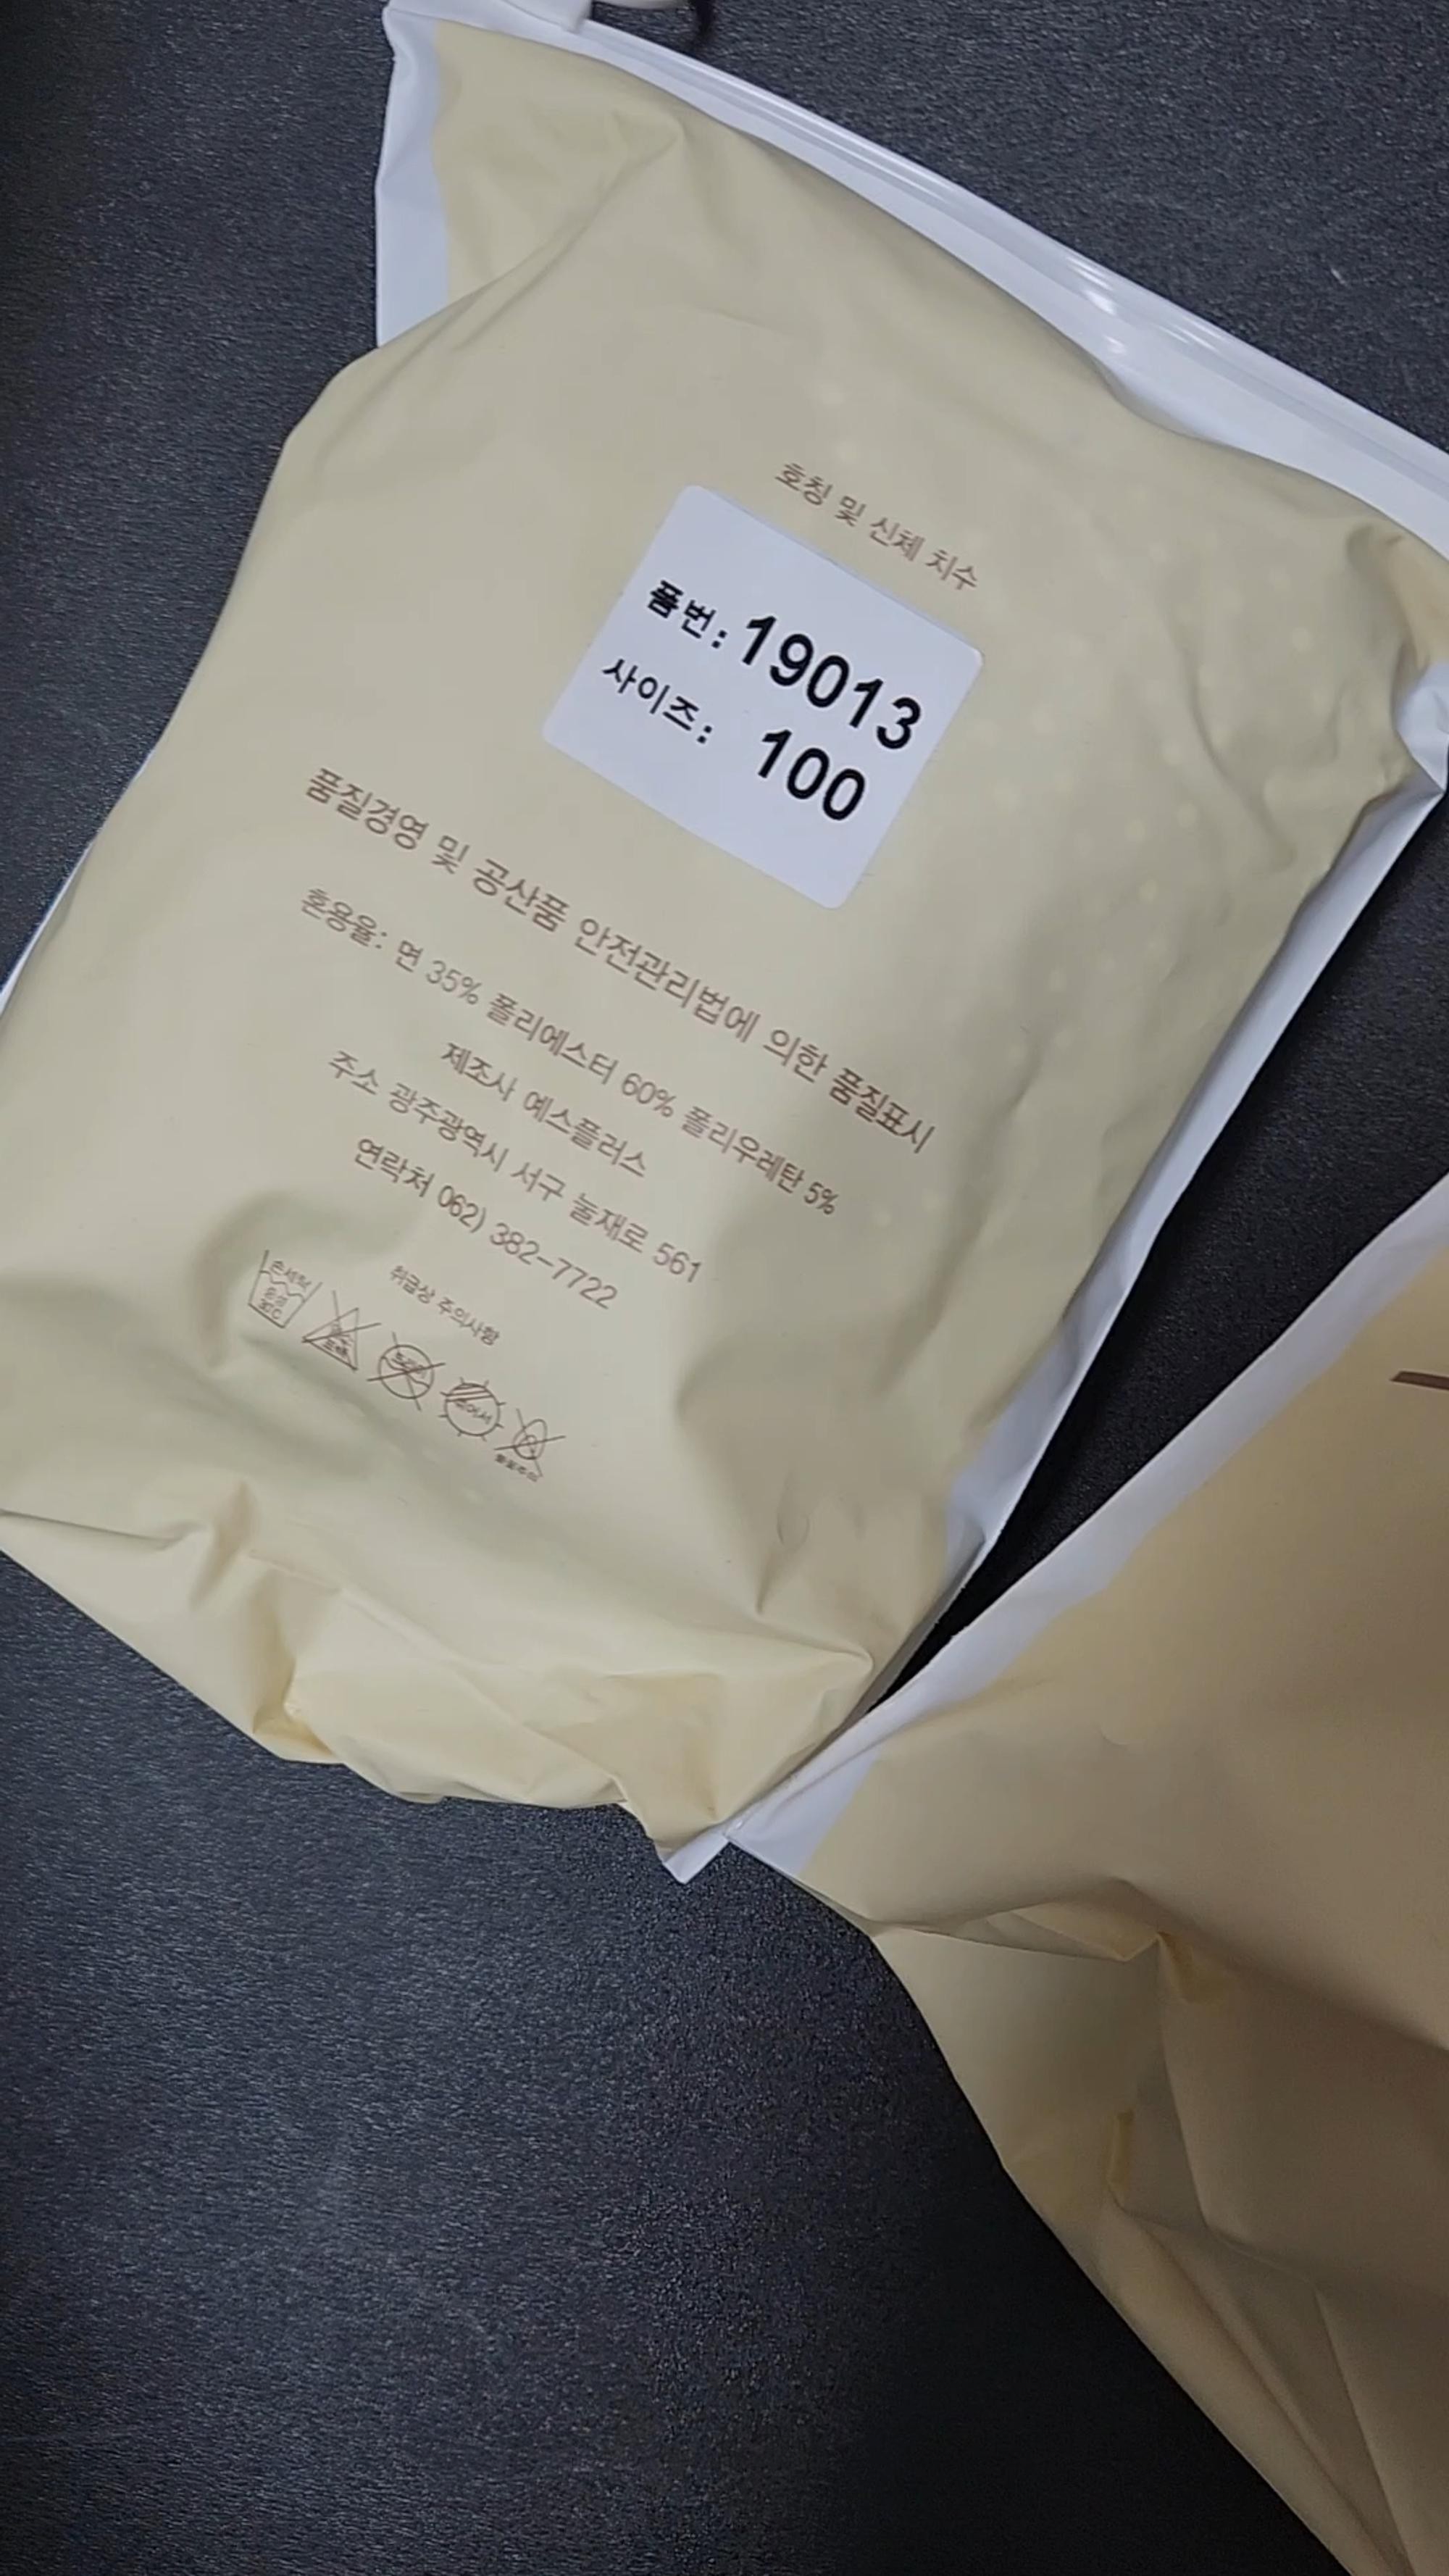 호칭 및 신체 치수
품번: 19013
사이즈: 100
품질경영 및 공산품 안전관리법에 의한 품질표시
혼용율: 면 35% 폴리에스터 60% 폴리우레탄 5%
제조사 예스플러스
주소 광주광역시 서구 눌재로 561
연락처 062) 382-7722
취급상 주의사항
손세탁